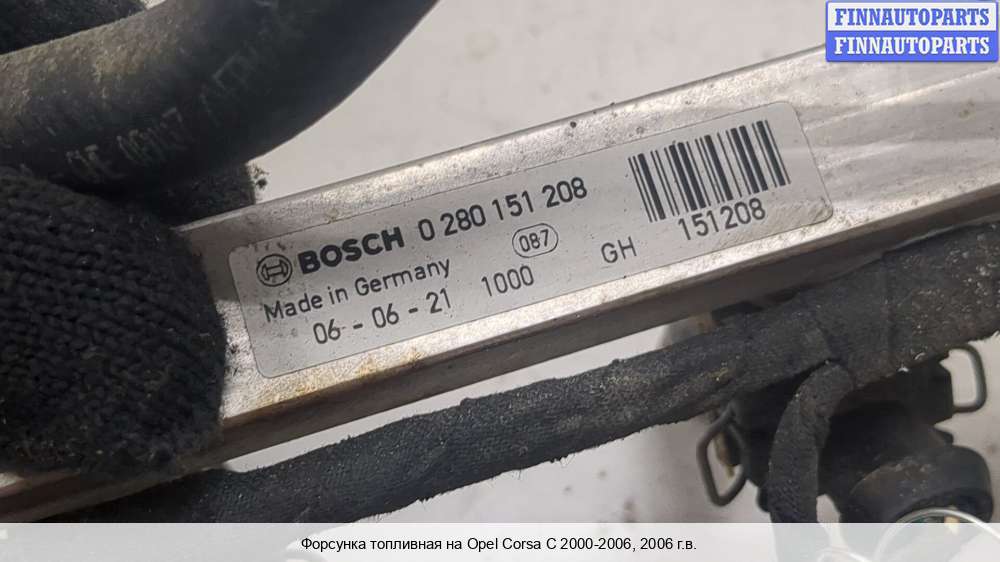 FINNAUTOPARTS
FINNAUTOPARTS
BOSCH 0 280 151 208
Made in Germany 087
06 - 06 - 21 1000 GH 151208
Форсунка топливная на Opel Corsa C 2000-2006, 2006 г.в.